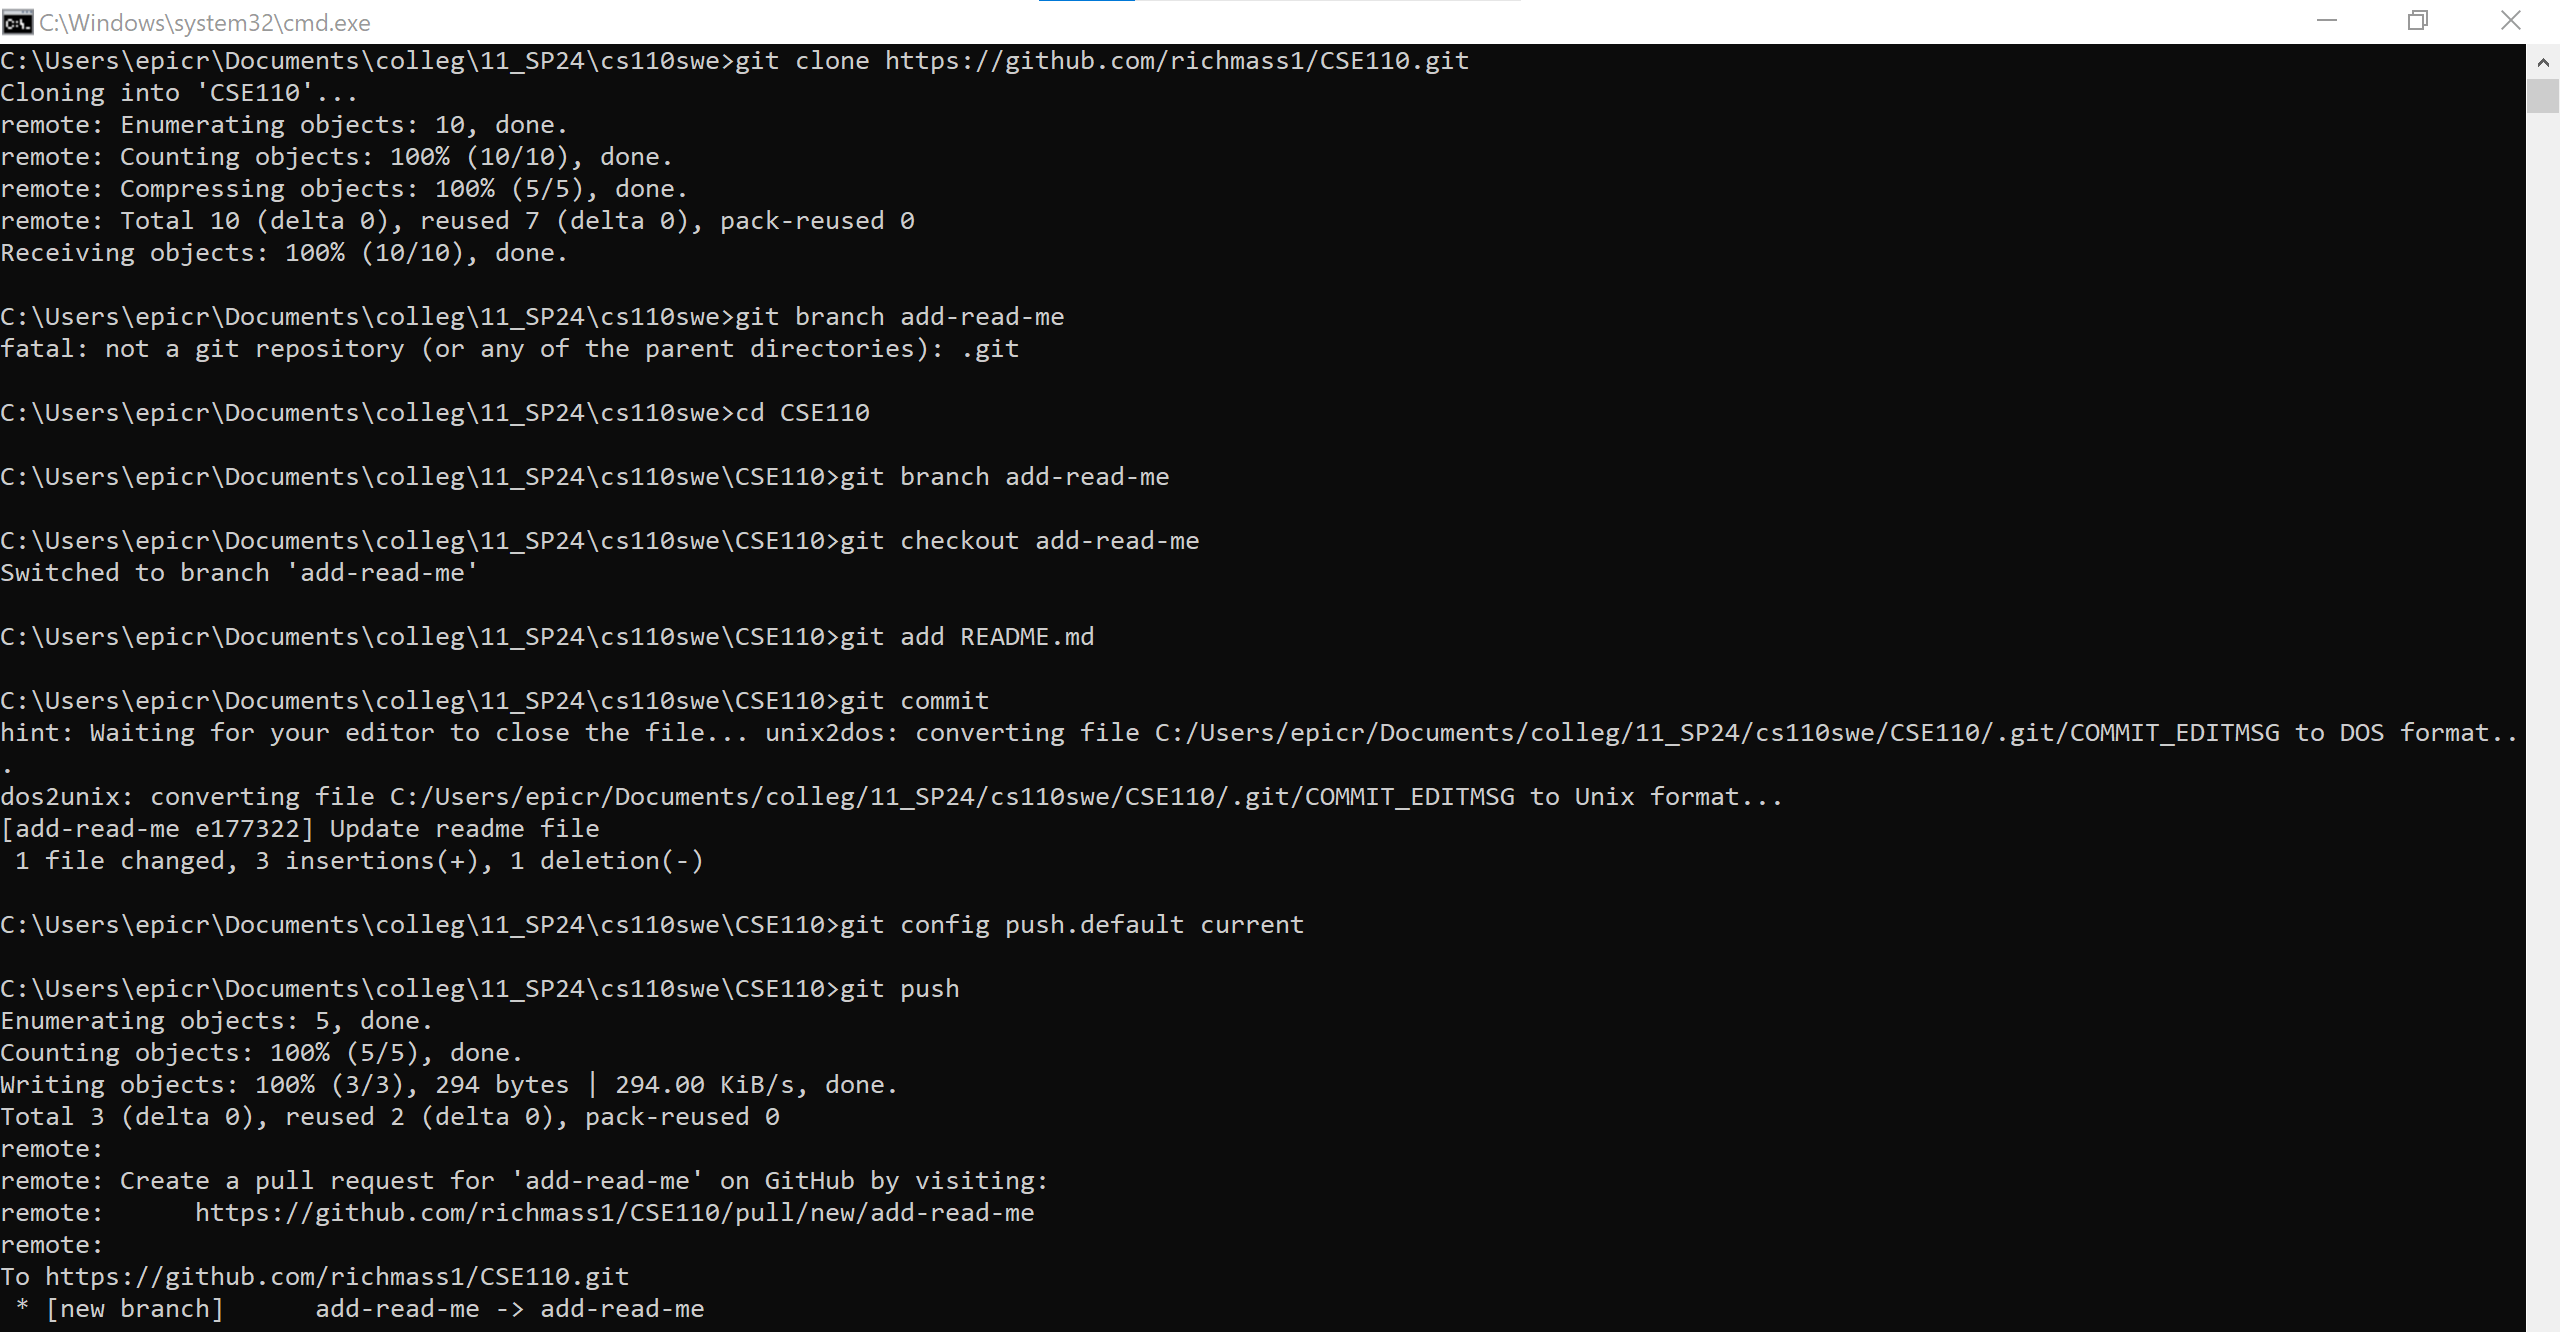 C:\Windows\system32\cmd.exe
C:\Users\epicr\Documents\colleg\11_SP24\cs110swe>git clone https://github.com/richmass1/CSE110.git
Cloning into 'CSE110'...
remote: Enumerating objects: 10, done.
remote: Counting objects: 100% (10/10), done.
remote: Compressing objects: 100% (5/5), done.
remote: Total 10 (delta 0), reused 7 (delta 0), pack-reused 0
Receiving objects: 100% (10/10), done.
C:\Users\epicr\Documents\colleg\11_SP24\cs110swe>git branch add-read-me
fatal: not a git repository (or any of the parent directories): .git
C:\Users\epicr\Documents\colleg\11_SP24\cs110swe>cd CSE110
C:\Users\epicr\Documents\colleg\11_SP24\cs110swe\CSE110>git branch add-read-me
C:\Users\epicr\Documents\colleg\11_SP24\cs110swe\CSE110>git checkout add-read-me
Switched to branch 'add-read-me'
C:\Users\epicr\Documents\colleg\11_SP24\cs110swe\CSE110>git add README.md
C:\Users\epicr\Documents\colleg\11_SP24\cs110swe\CSE110>git commit
hint: Waiting for your editor to close the file... unix2dos: converting file C:/Users/epicr/Documents/colleg/11_SP24/cs110swe/CSE110/.git/COMMIT_EDITMSG to DOS format..
.
dos2unix: converting file C:/Users/epicr/Documents/colleg/11_SP24/cs110swe/CSE110/.git/COMMIT_EDITMSG to Unix format...
[add-read-me e177322] Update readme file
 1 file changed, 3 insertions(+), 1 deletion(-)
C:\Users\epicr\Documents\colleg\11_SP24\cs110swe\CSE110>git config push.default current
C:\Users\epicr\Documents\colleg\11_SP24\cs110swe\CSE110>git push
Enumerating objects: 5, done.
Counting objects: 100% (5/5), done.
Writing objects: 100% (3/3), 294 bytes | 294.00 KiB/s, done.
Total 3 (delta 0), reused 2 (delta 0), pack-reused 0
remote:
remote: Create a pull request for 'add-read-me' on GitHub by visiting:
remote:      https://github.com/richmass1/CSE110/pull/new/add-read-me
remote:
To https://github.com/richmass1/CSE110.git
 * [new branch]      add-read-me -> add-read-me